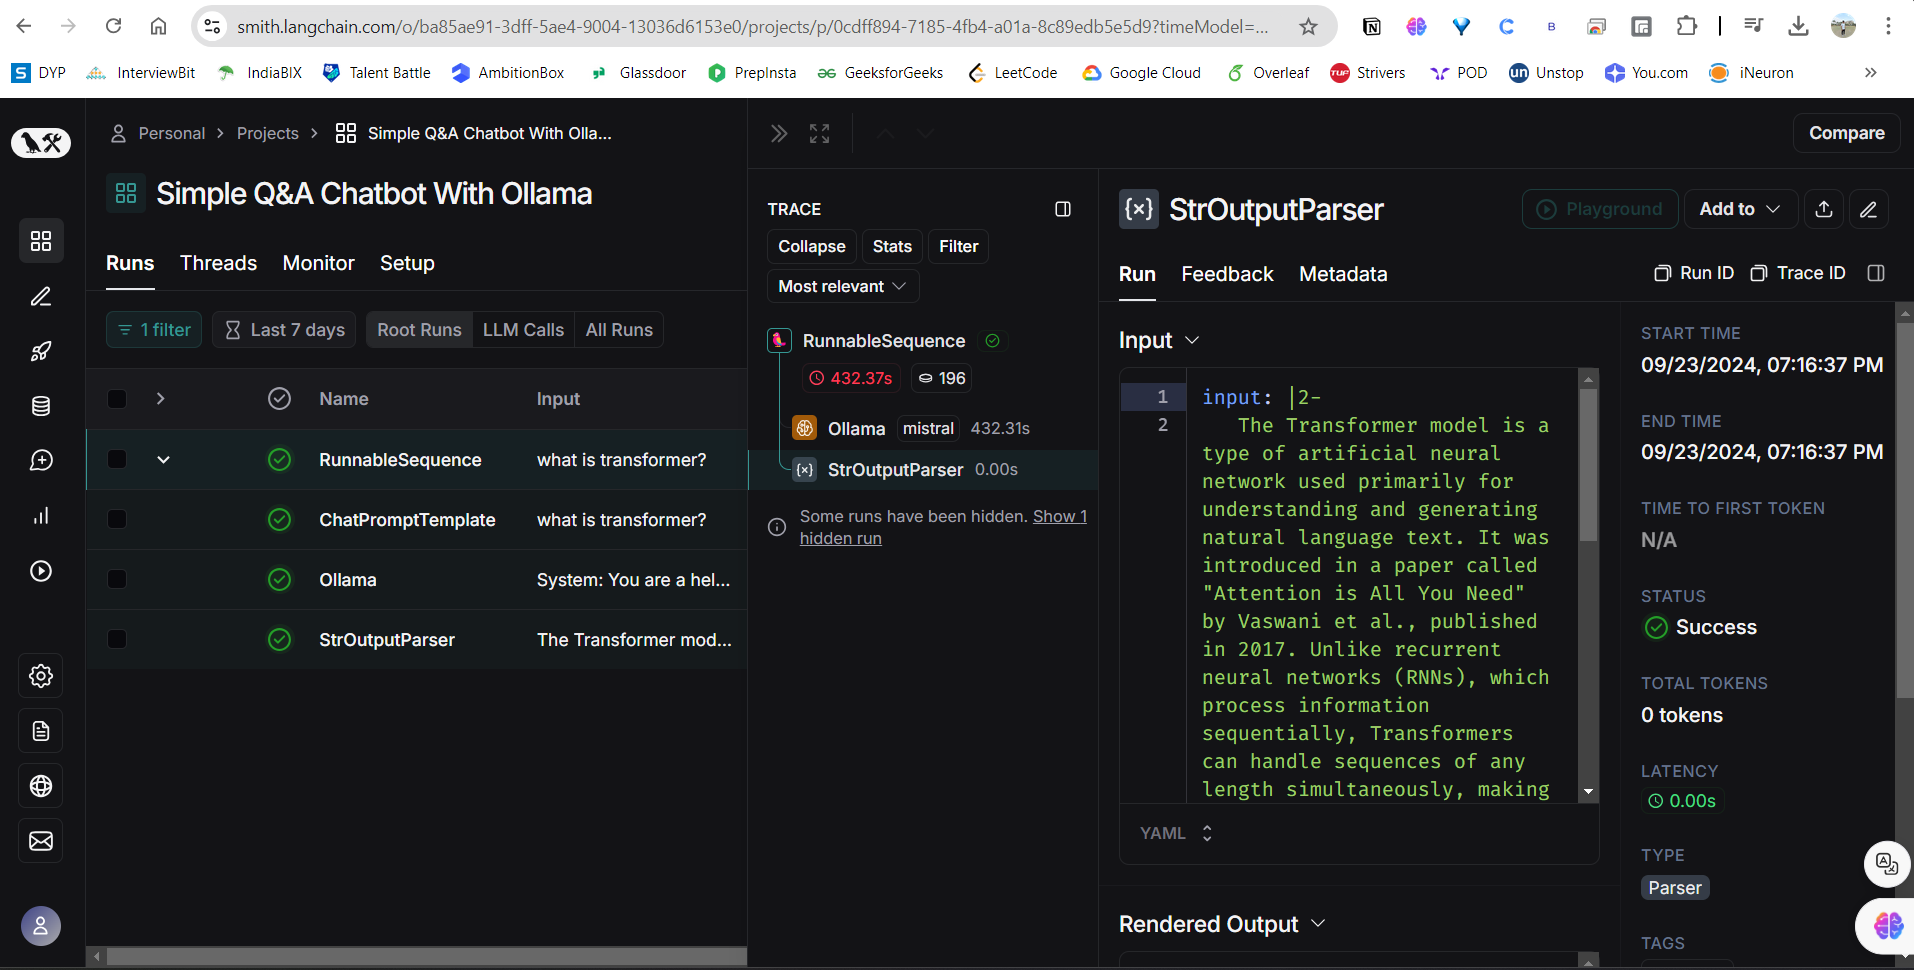 smith.langchain.com/o/ba85ae91-3dff-5ae4-9004-13036d6153e0/projects/p/0cdff894-7185-4fb4-a01a-8c89edb5e5d9?timeModel=...
S DYP InterviewBit IndiaBIX Talent Battle AmbitionBox Glassdoor PrepInsta GeeksforGeeks LeetCode Google Cloud Overleaf TUF Strivers POD un Unstop You.com iNeuron
Personal > Projects > Simple Q&A Chatbot With Olla...
Simple Q&A Chatbot With Ollama
Runs Threads Monitor Setup
1 filter Last 7 days Root Runs LLM Calls All Runs
Name Input
RunnableSequence what is transformer?
ChatPromptTemplate what is transformer?
Ollama System: You are a hel...
StrOutputParser The Transformer mod...
TRACE
Collapse Stats Filter
Most relevant
RunnableSequence
432.37s 196
Ollama mistral 432.31s
{x} StrOutputParser 0.00s
Some runs have been hidden. Show 1
hidden run
Compare
{x} StrOutputParser
Playground Add to
Run Feedback Metadata
Run ID Trace ID
Input
1 input: |2-
2 The Transformer model is a
type of artificial neural
network used primarily for
understanding and generating
natural language text. It was
introduced in a paper called
"Attention is All You Need"
by Vaswani et al., published
in 2017. Unlike recurrent
neural networks (RNNs), which
process information
sequentially, Transformers
can handle sequences of any
length simultaneously, making
YAML
Rendered Output
START TIME
09/23/2024, 07:16:37 PM
END TIME
09/23/2024, 07:16:37 PM
TIME TO FIRST TOKEN
N/A
STATUS
Success
TOTAL TOKENS
0 tokens
LATENCY
0.00s
TYPE
Parser
TAGS